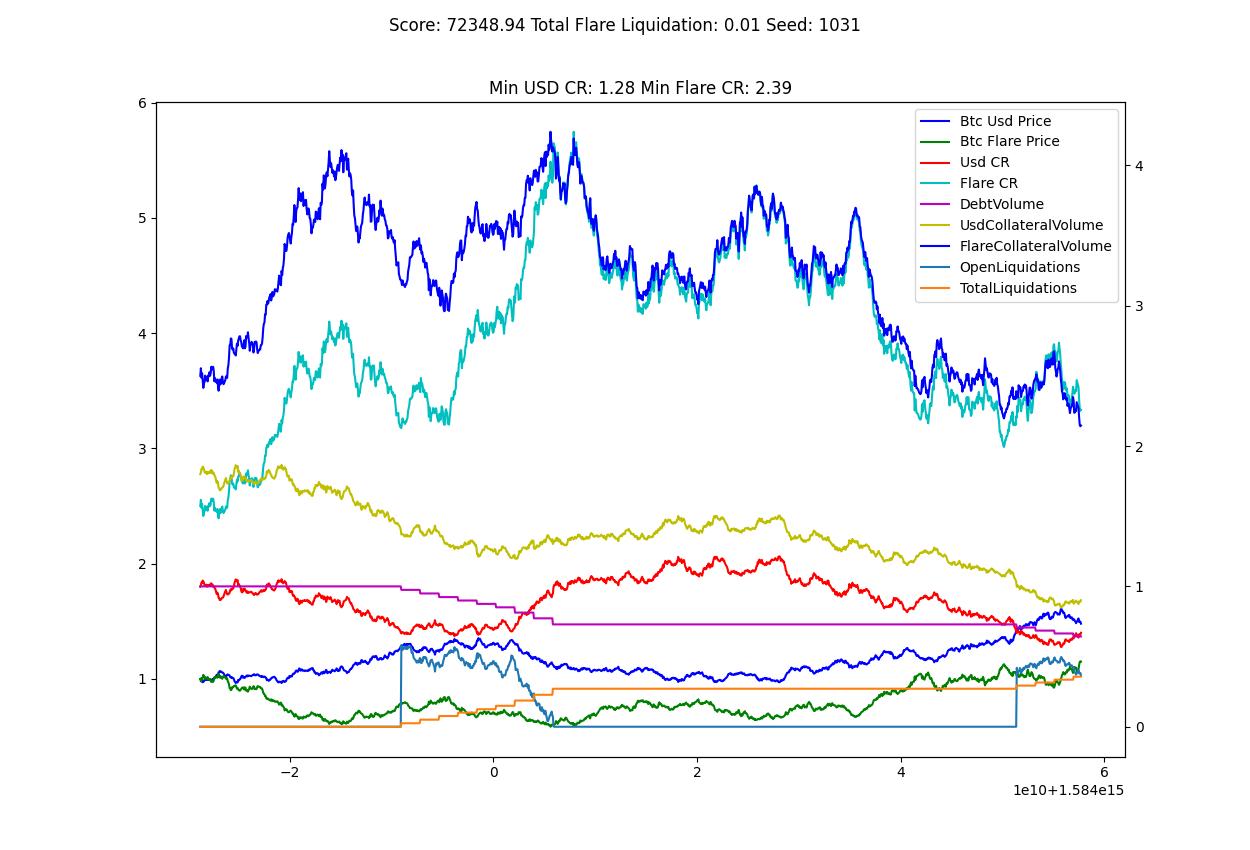 Score: 72348.94 Total Flare Liquidation: 0.01 Seed: 1031
Min USD CR: 1.28 Min Flare CR: 2.39
6
5
4
3
2
1
4
3
2
1
0
Btc Usd Price
Btc Flare Price
Usd CR
Flare CR
DebtVolume
UsdCollateralVolume
FlareCollateralVolume
OpenLiquidations
TotalLiquidations
−2 0 2 4 6
1e10+1.584e15